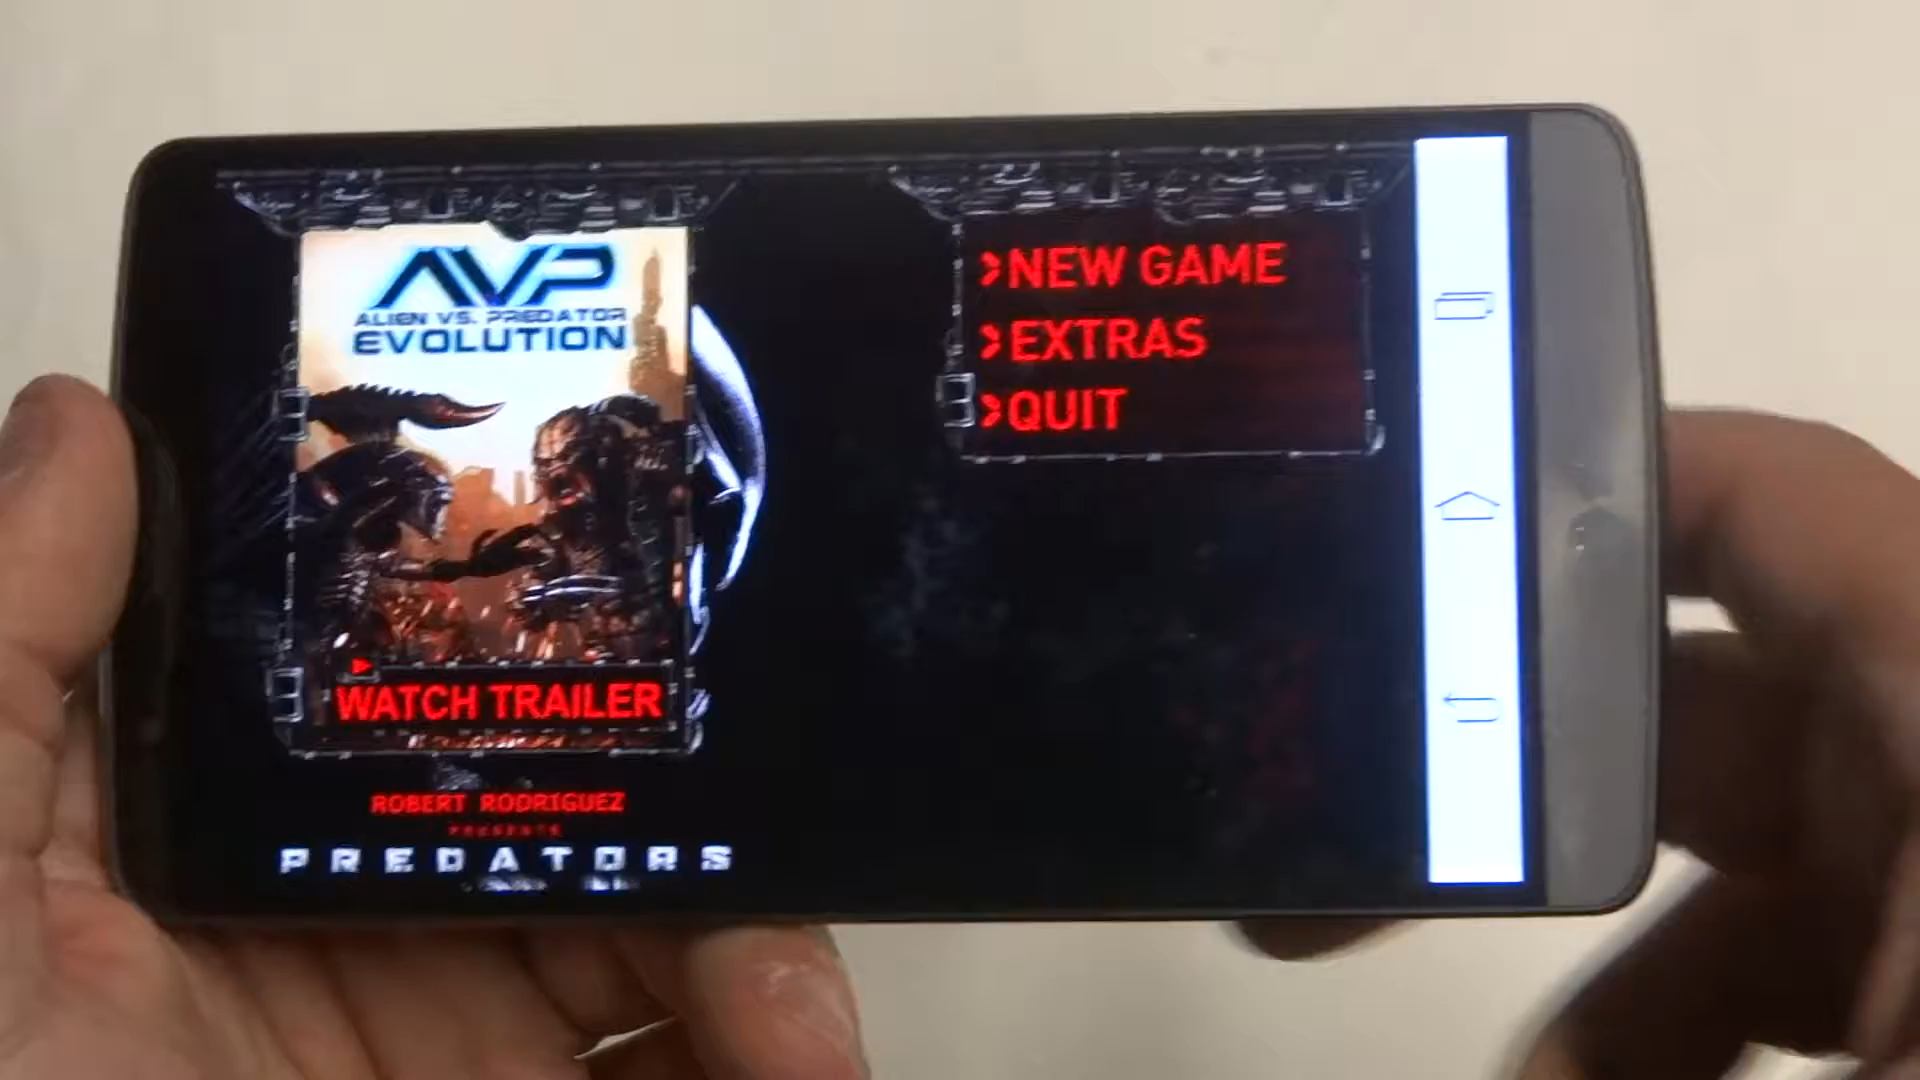 AVP
ALIEN VS. PREDATOR
EVOLUTION
WATCH TRAILER
ROBERT RODRIGUEZ
PRESENTS
PREDATORS
>NEW GAME
>EXTRAS
>QUIT